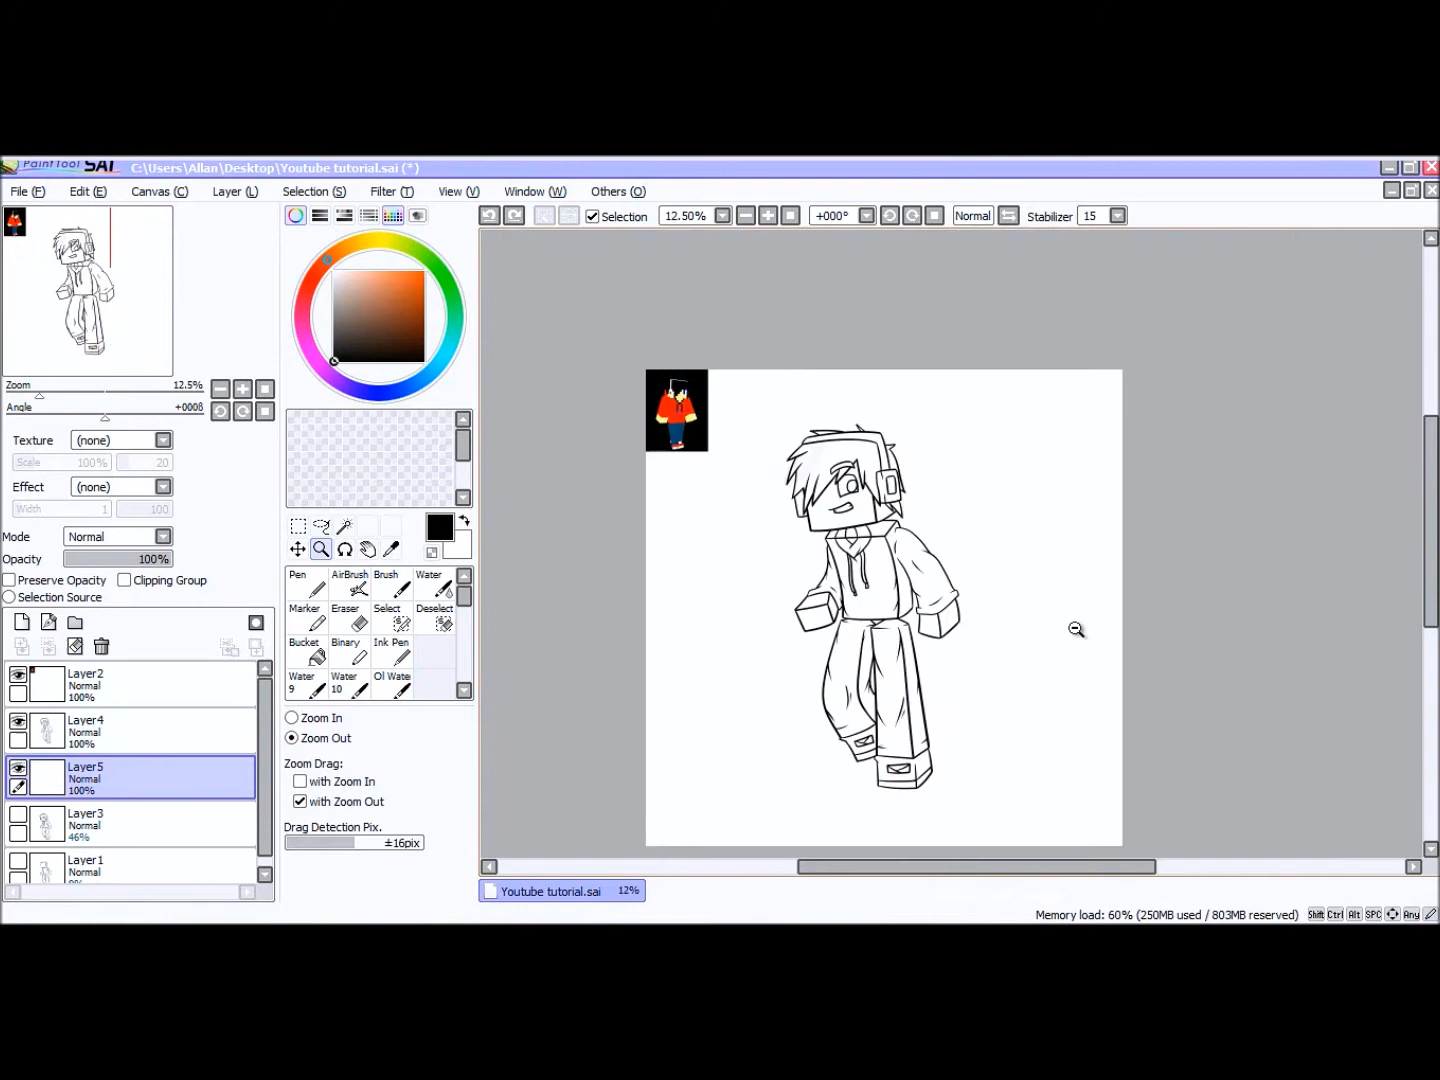 PaintTool SAI C:\Users\Allan\Desktop\Youtube tutorial.sai (*)
File (F) Edit (E) Canvas (C) Layer (L) Selection (S) Filter (T) View (V) Window (W) Others (O)
Selection 12.50% +000° Normal Stabilizer 15
Zoom 12.5%
Angle +000ß
Texture (none)
Scale 100% 20
Effect (none)
Width 1 100
Mode Normal
Opacity 100%
Preserve Opacity Clipping Group
Selection Source
Layer2
Normal
100%
Layer4
Normal
100%
Layer5
Normal
100%
Layer3
Normal
46%
Layer1
Normal
Pen AirBrush Brush Water
Marker Eraser Select Deselect
Bucket Binary Ink Pen
Water Water Ol Wate
9 10
Zoom In
Zoom Out
Zoom Drag:
with Zoom In
with Zoom Out
Drag Detection Pix.
±16pix
Youtube tutorial.sai 12%
Memory load: 60% (250MB used / 803MB reserved) Shift Ctrl Alt SPC Any